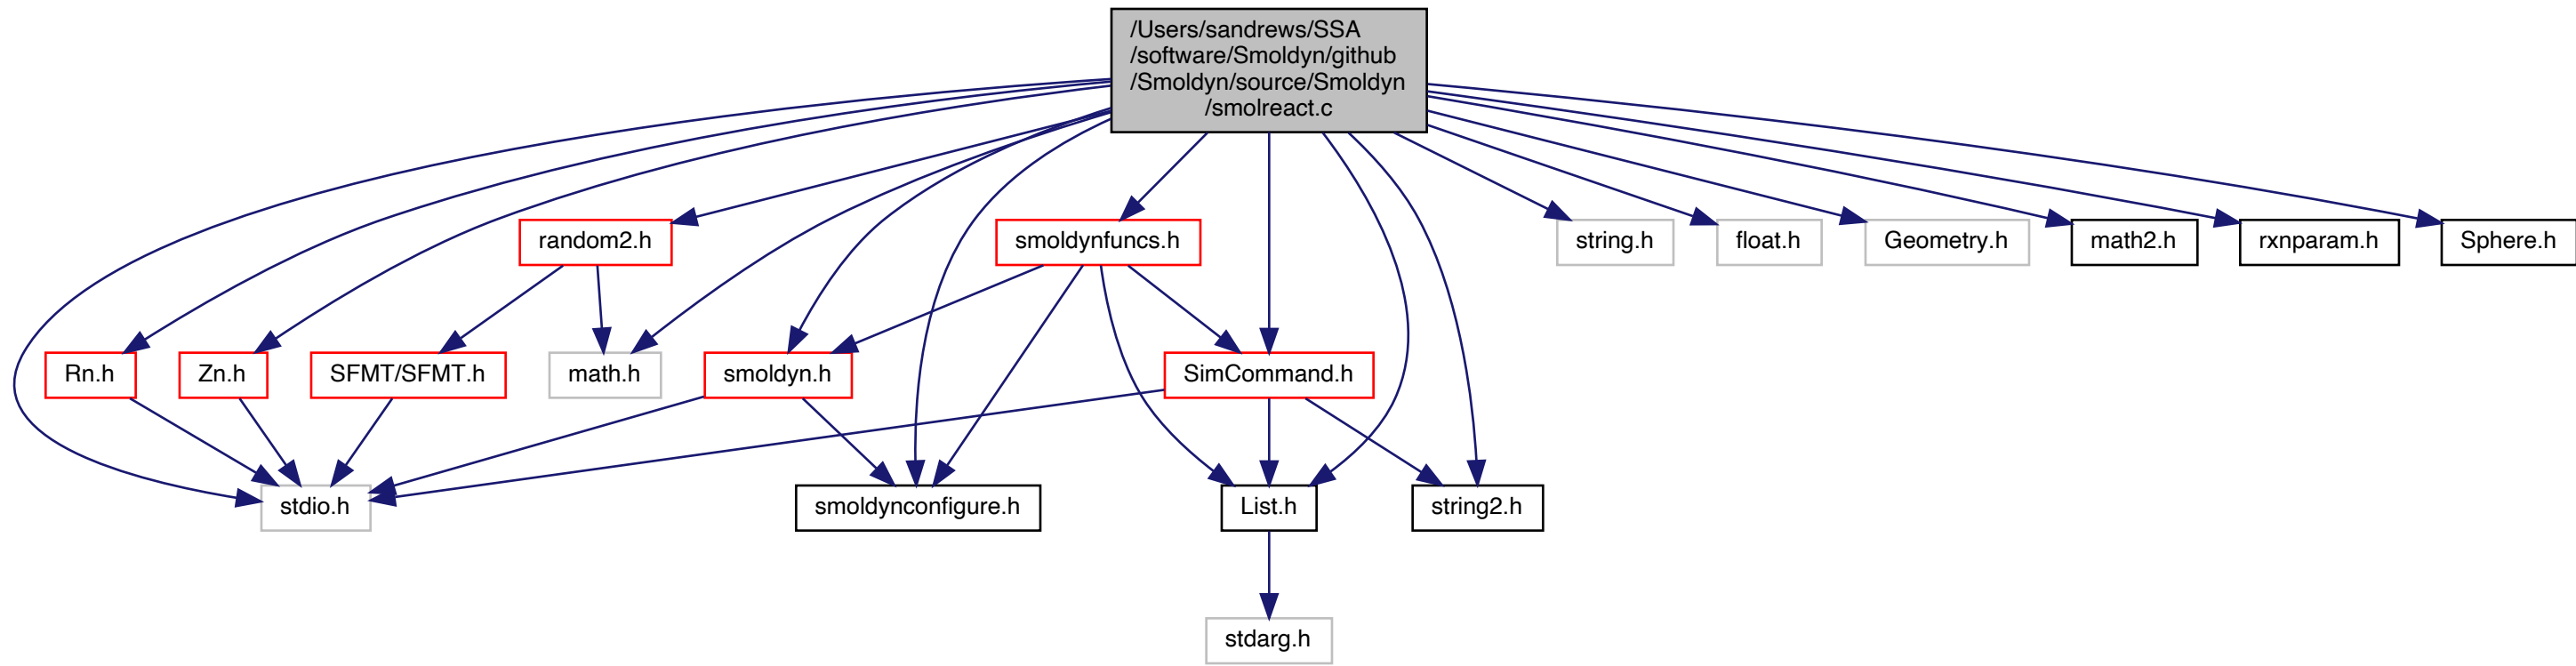 /Users/sandrews/SSA
/software/Smoldyn/github
/Smoldyn/source/Smoldyn
/smolreact.c
random2.h
smoldynfuncs.h
string.h
float.h
Geometry.h
math2.h
rxnparam.h
Sphere.h
Rn.h
Zn.h
SFMT/SFMT.h
math.h
smoldyn.h
SimCommand.h
stdio.h
smoldynconfigure.h
List.h
string2.h
stdarg.h